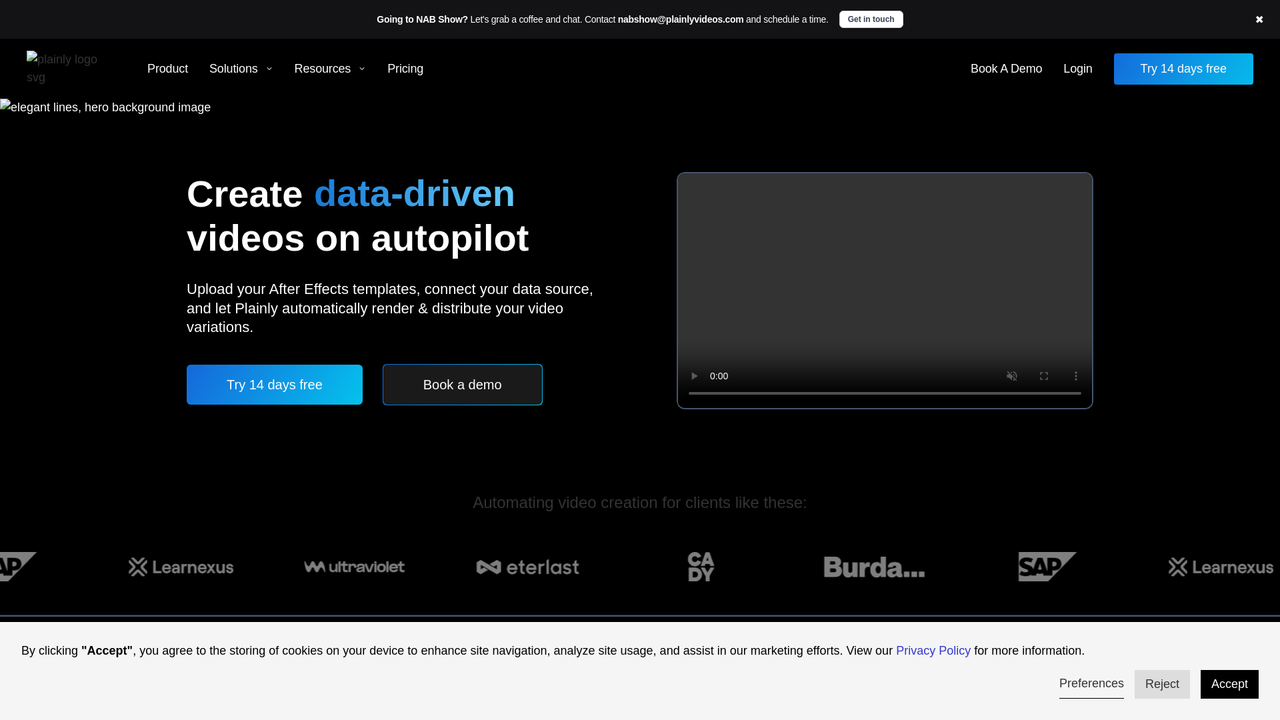 Going to NAB Show? Let's grab a coffee and chat. Contact nabshow@plainlyvideos.com and schedule a time.
Get in touch
✖
plainly logo
svg
Product
Solutions
Resources
Pricing
Book A Demo
Login
Try 14 days free
elegant lines, hero background image
Create data-driven
videos on autopilot
Upload your After Effects templates, connect your data source,
and let Plainly automatically render & distribute your video
variations.
Try 14 days free
Book a demo
0:00
Automating video creation for clients like these:
SAP
Learnexus
ultraviolet
eterlast
CA
DY
Burda...
SAP
Learnexus
By clicking "Accept", you agree to the storing of cookies on your device to enhance site navigation, analyze site usage, and assist in our marketing efforts. View our Privacy Policy for more information.
Preferences
Reject
Accept